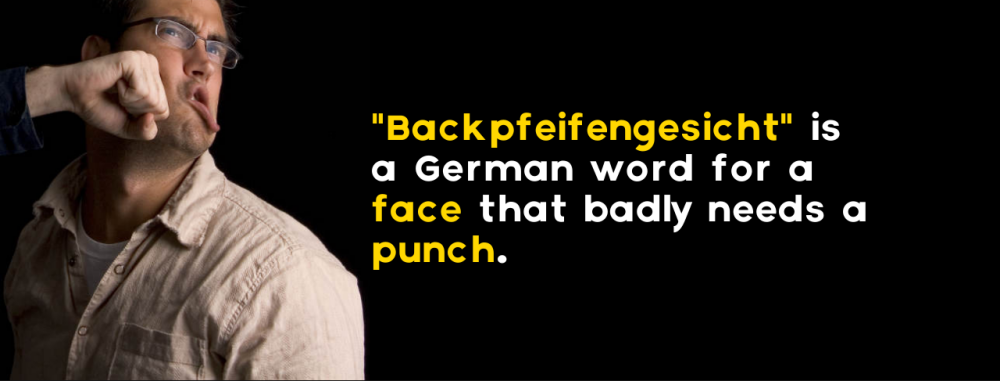 "Backpfeifengesicht" is
a German word for a
face that badly needs a
punch.